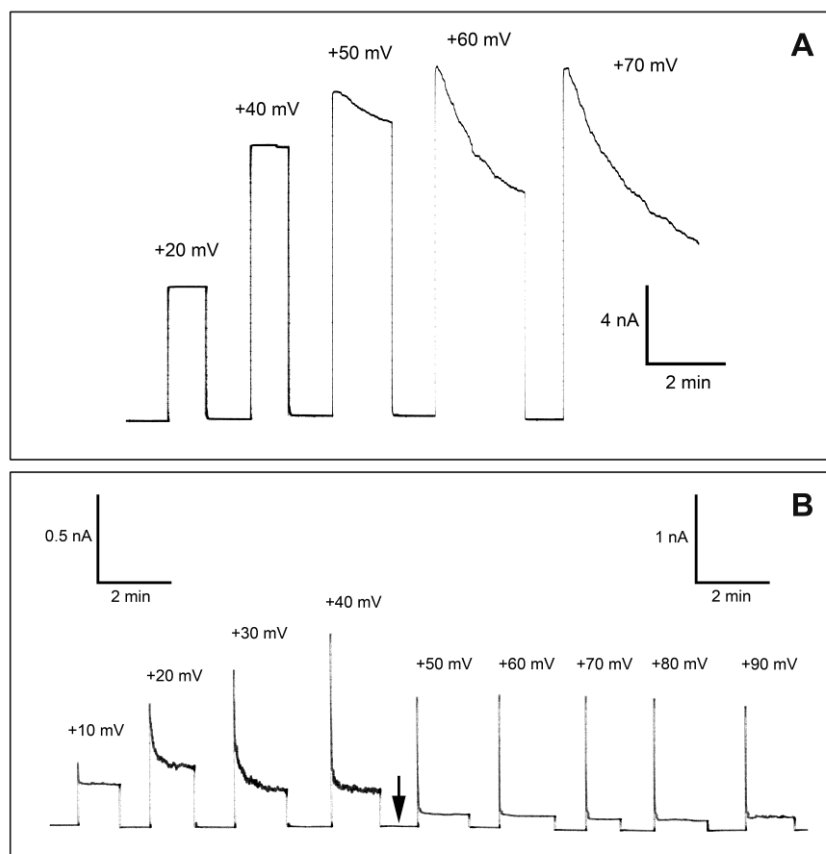 A
+20 mV
+40 mV
+50 mV
+60 mV
+70 mV
4 nA
2 min
B
0.5 nA
2 min
1 nA
2 min
+10 mV
+20 mV
+30 mV
+40 mV
+50 mV
+60 mV
+70 mV
+80 mV
+90 mV